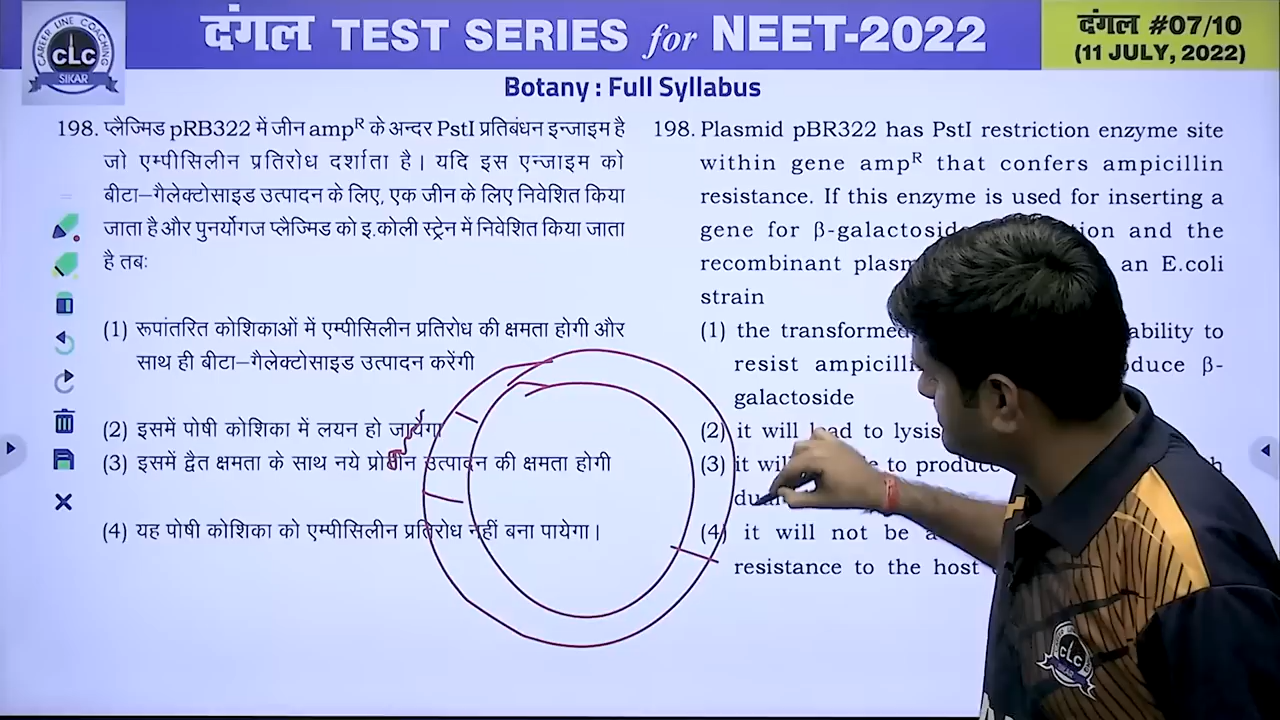 CAREER LINE COACHING
CLC
SIKAR
दंगल TEST SERIES for NEET-2022
दंगल #07/10
(11 JULY, 2022)
Botany : Full Syllabus
198. प्लैज्मिड pRB322 में जीन ampᴿ के अन्दर PstI प्रतिबंधन इन्जाइम है
जो एम्पीसिलीन प्रतिरोध दर्शाता है। यदि इस एन्जाइम को
बीटा–गैलेक्टोसाइड उत्पादन के लिए, एक जीन के लिए निवेशित किया
जाता है और पुनर्योगज प्लैज्मिड को इ.कोली स्ट्रेन में निवेशित किया जाता
है तबः
(1) रूपांतरित कोशिकाओं में एम्पीसिलीन प्रतिरोध की क्षमता होगी और
साथ ही बीटा–गैलेक्टोसाइड उत्पादन करेंगी
(2) इसमें पोषी कोशिका में लयन हो जायेगा
(3) इसमें द्वैत क्षमता के साथ नये प्रोटीन उत्पादन की क्षमता होगी
(4) यह पोषी कोशिका को एम्पीसिलीन प्रतिरोध नहीं बना पायेगा।
198. Plasmid pBR322 has PstI restriction enzyme site
within gene ampᴿ that confers ampicillin
resistance. If this enzyme is used for inserting a
gene for β-galactoside and the
recombinant an E.coli
strain
(1) the transformed ability to
resist β-
galactoside
(2) it will lead to lysis
(3) it to produce
(4) it will not be
resistance to the host
CLC
SIKAR